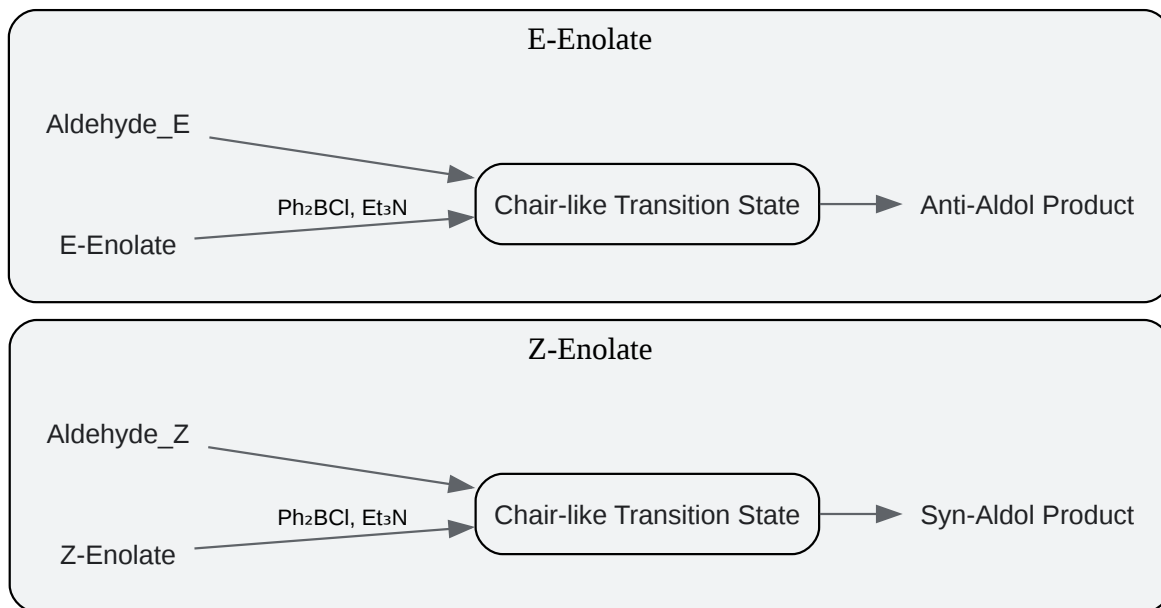 E-Enolate
Aldehyde_E
Ph₂BCl, Et₃N
Chair-like Transition State
Anti-Aldol Product
E-Enolate
Z-Enolate
Aldehyde_Z
Ph₂BCl, Et₃N
Chair-like Transition State
Syn-Aldol Product
Z-Enolate